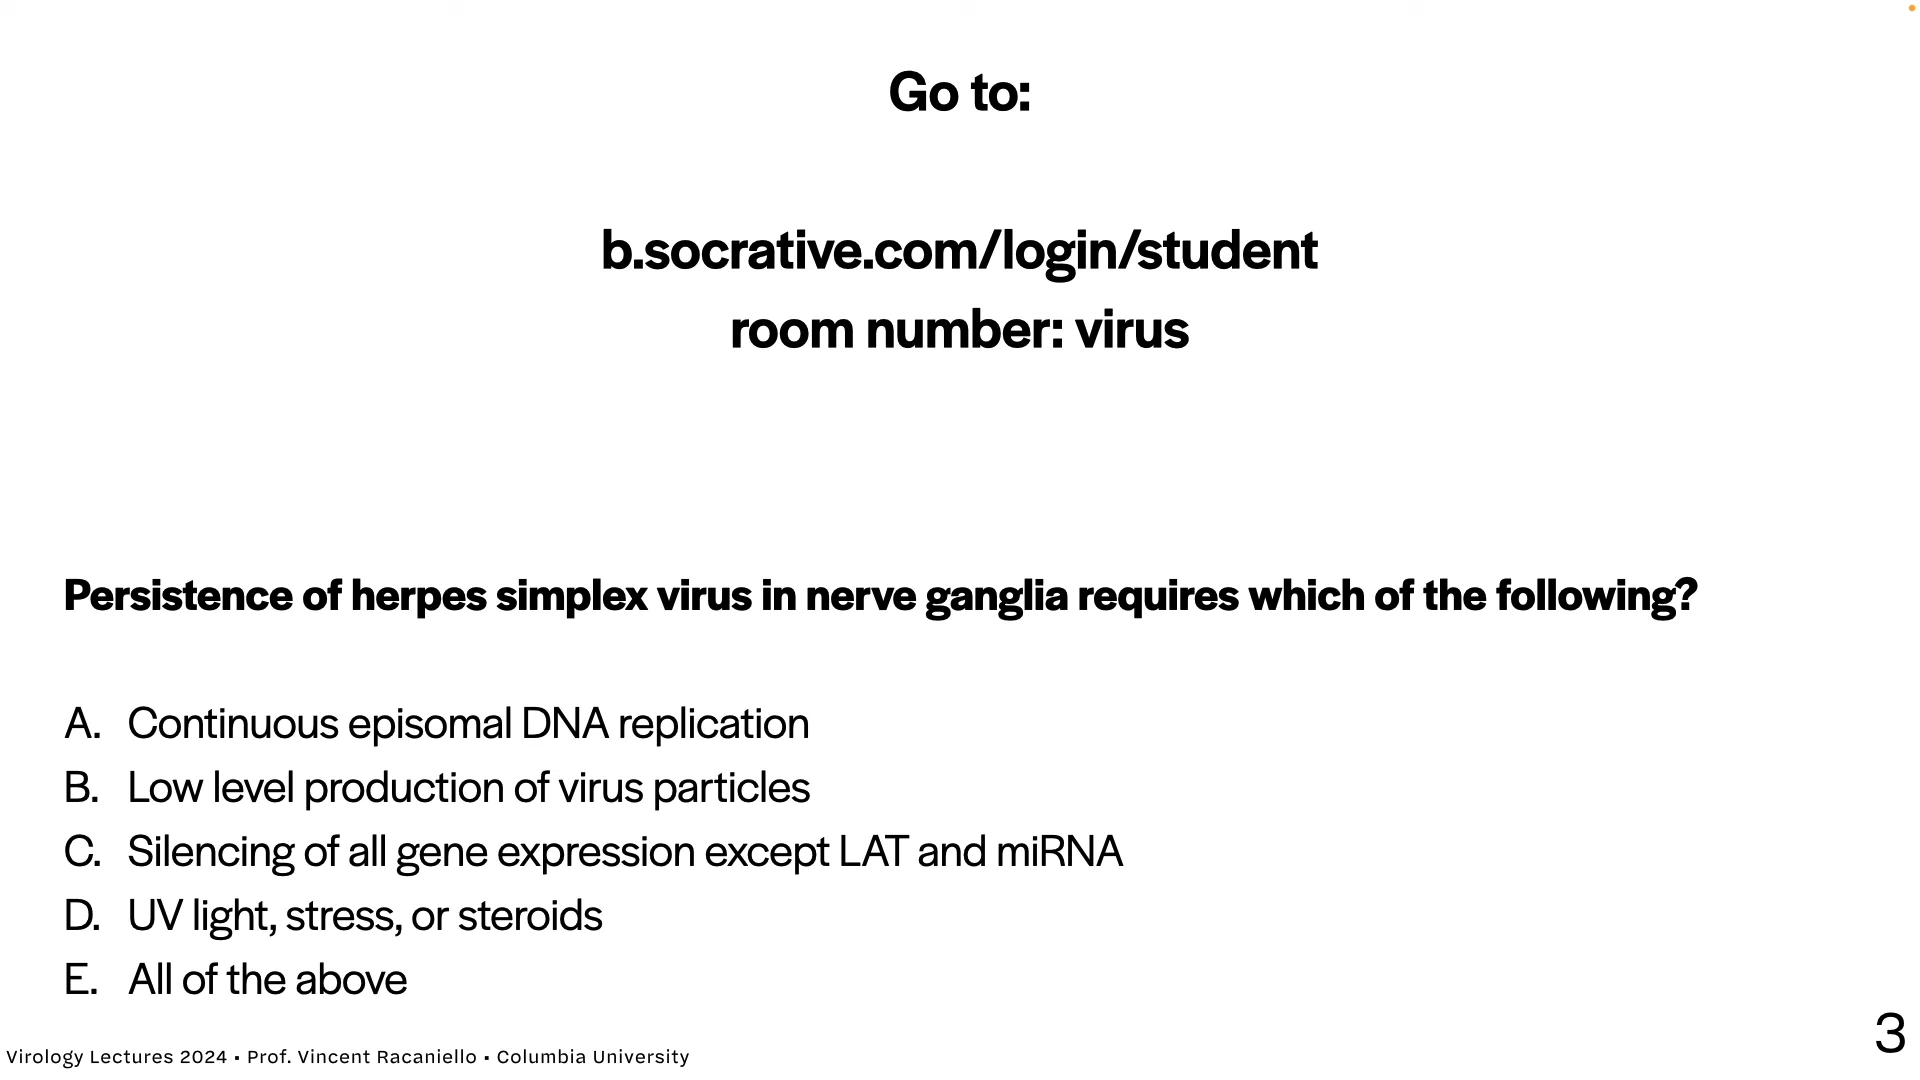 Go to:
b.socrative.com/login/student
room number: virus
Persistence of herpes simplex virus in nerve ganglia requires which of the following?
A. Continuous episomal DNA replication
B. Low level production of virus particles
C. Silencing of all gene expression except LAT and miRNA
D. UV light, stress, or steroids
E. All of the above
3
Virology Lectures 2024 • Prof. Vincent Racaniello • Columbia University